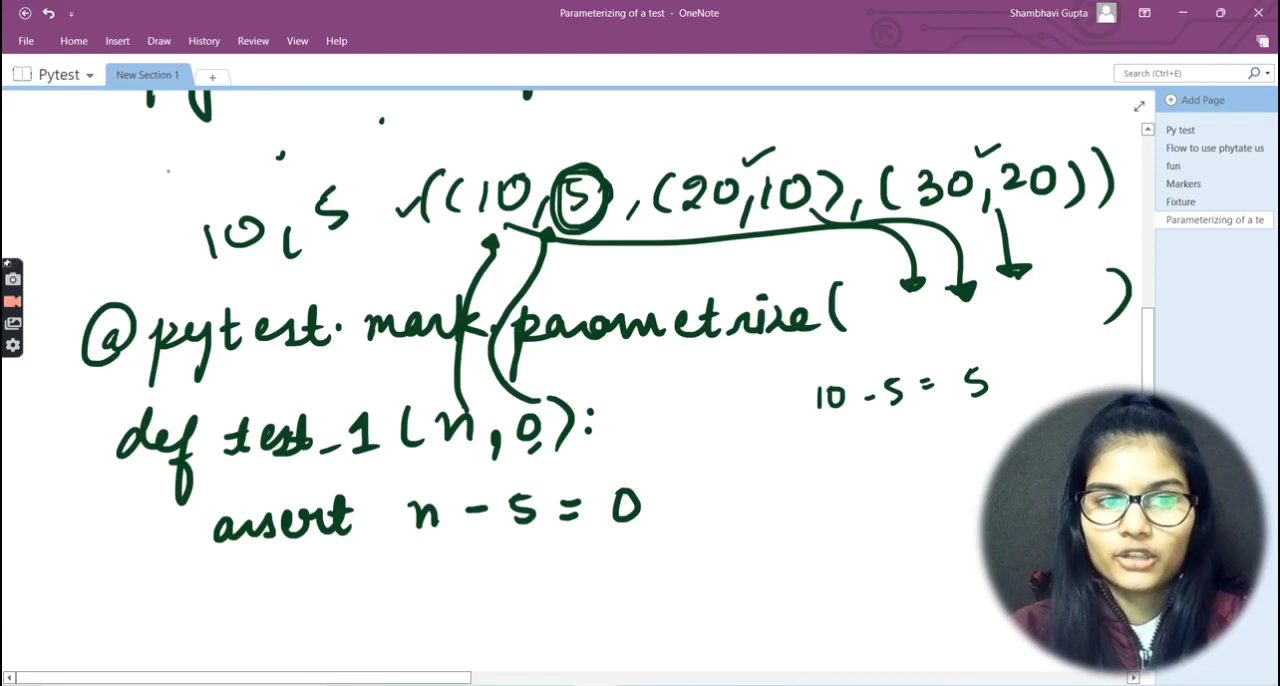 Parameterizing of a test - OneNote
Shambhavi Gupta
File Home Insert Draw History Review View Help
Pytest
New Section 1
+
Search (Ctrl+E)
Add Page
Py test
Flow to use phytate us
fun
Markers
Fixture
Parameterizing of a te
10, 5 ((10, 5), (20, 10), (30, 20))
@pytest.mark.parametrize( )
10 - 5 = 5
def test_1(n, 0):
assert n - 5 = 0